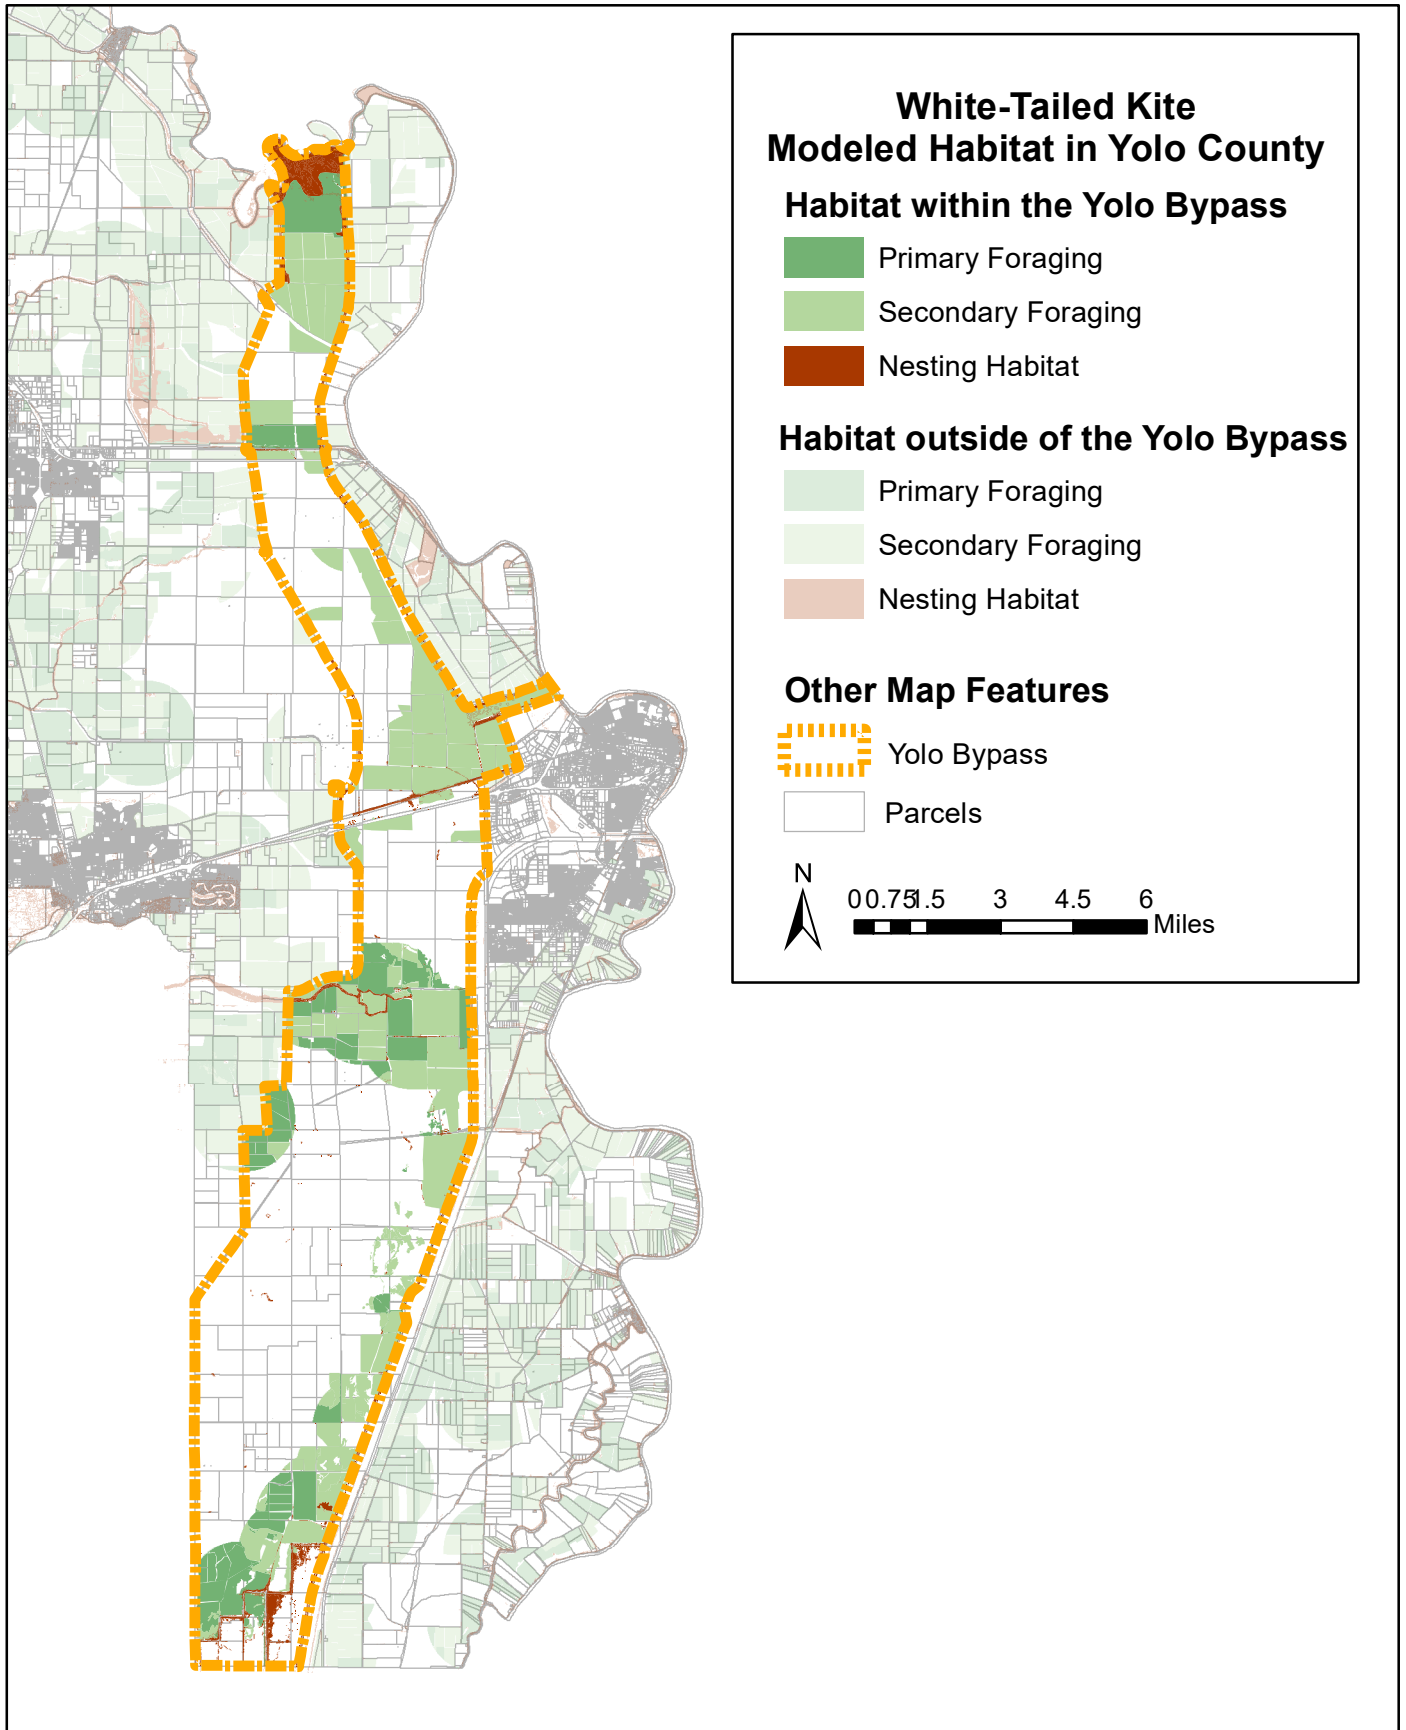 White-Tailed Kite
Modeled Habitat in Yolo County
Habitat within the Yolo Bypass
Primary Foraging
Secondary Foraging
Nesting Habitat
Habitat outside of the Yolo Bypass
Primary Foraging
Secondary Foraging
Nesting Habitat
Other Map Features
Yolo Bypass
Parcels
N
0 0.75 1.5 3 4.5 6
Miles